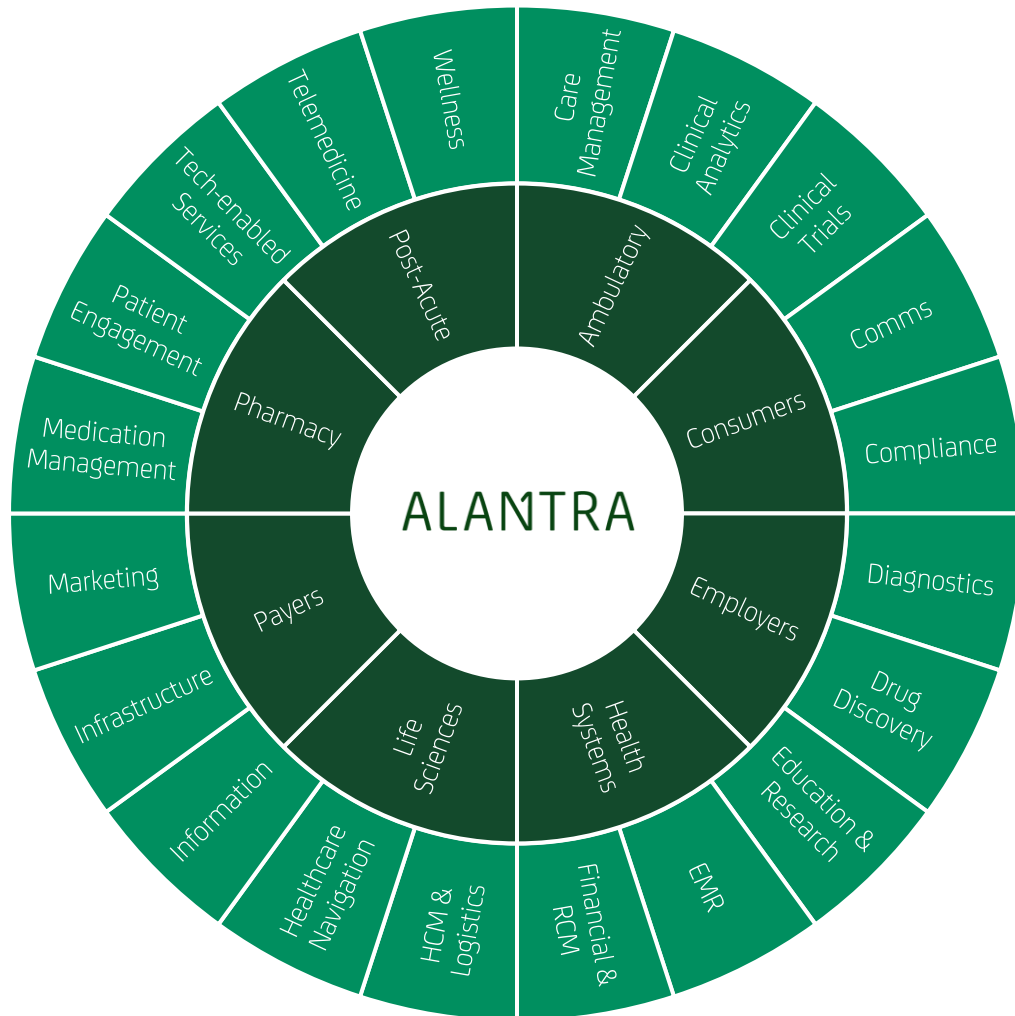 Care
Management
Clinical
Analytics
Clinical
Trials
Comms
Compliance
Diagnostics
Drug
Discovery
Education &
Research
EMR
Financial &
RCM
HCM &
Logistics
Healthcare
Navigation
Information
Infrastructure
Marketing
Medication
Management
Patient
Engagement
Tech-enabled
Services
Telemedicine
Wellness
Ambulatory
Consumers
Employers
Health
Systems
Life
Sciences
Payers
Pharmacy
Post-Acute
ALANTRA